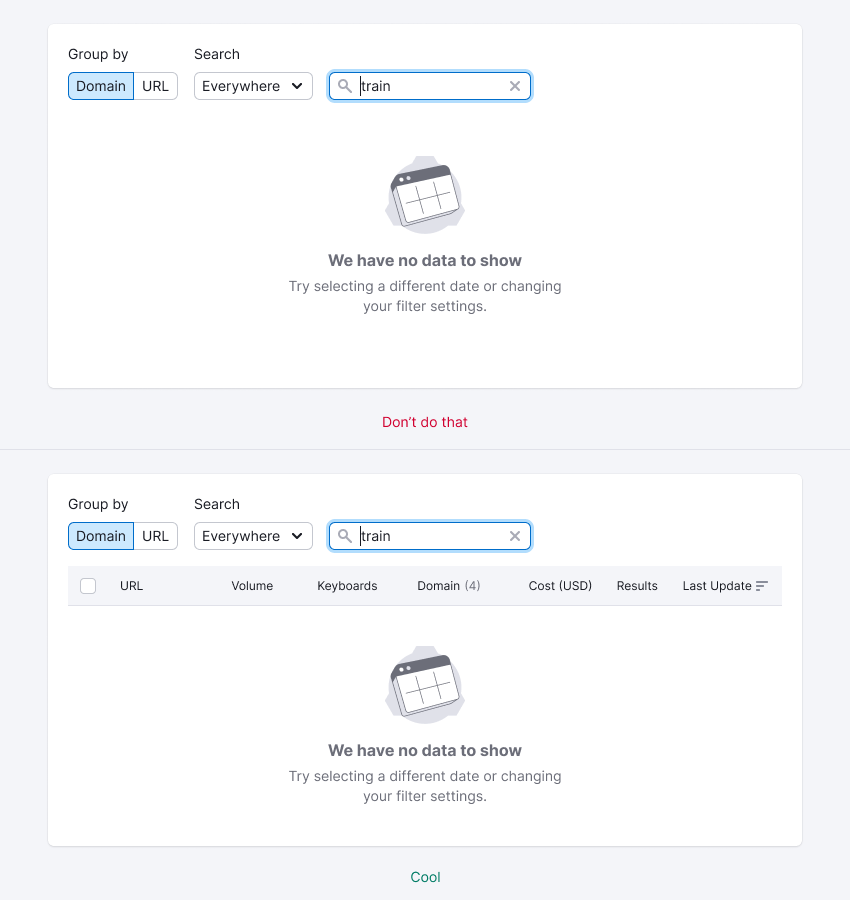 Group by Search
Domain URL Everywhere train
We have no data to show
Try selecting a different date or changing
your filter settings.
Don't do that
Group by Search
Domain URL Everywhere train
URL Volume Keyboards Domain (4) Cost (USD) Results Last Update
We have no data to show
Try selecting a different date or changing
your filter settings.
Cool